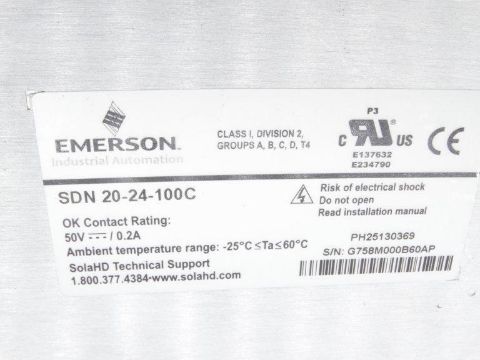 EMERSON.
Industrial Automation
CLASS I, DIVISION 2,
GROUPS A, B, C, D, T4
P3
C RU US CE
E137632
E234790
SDN 20-24-100C
Risk of electrical shock
Do not open
Read installation manual
OK Contact Rating:
50V ⎓ / 0.2A
Ambient temperature range: -25°C ≤Ta≤60°C
SolaHD Technical Support
1.800.377.4384•www.solahd.com
PH25130369
S/N: G758M000B60AP